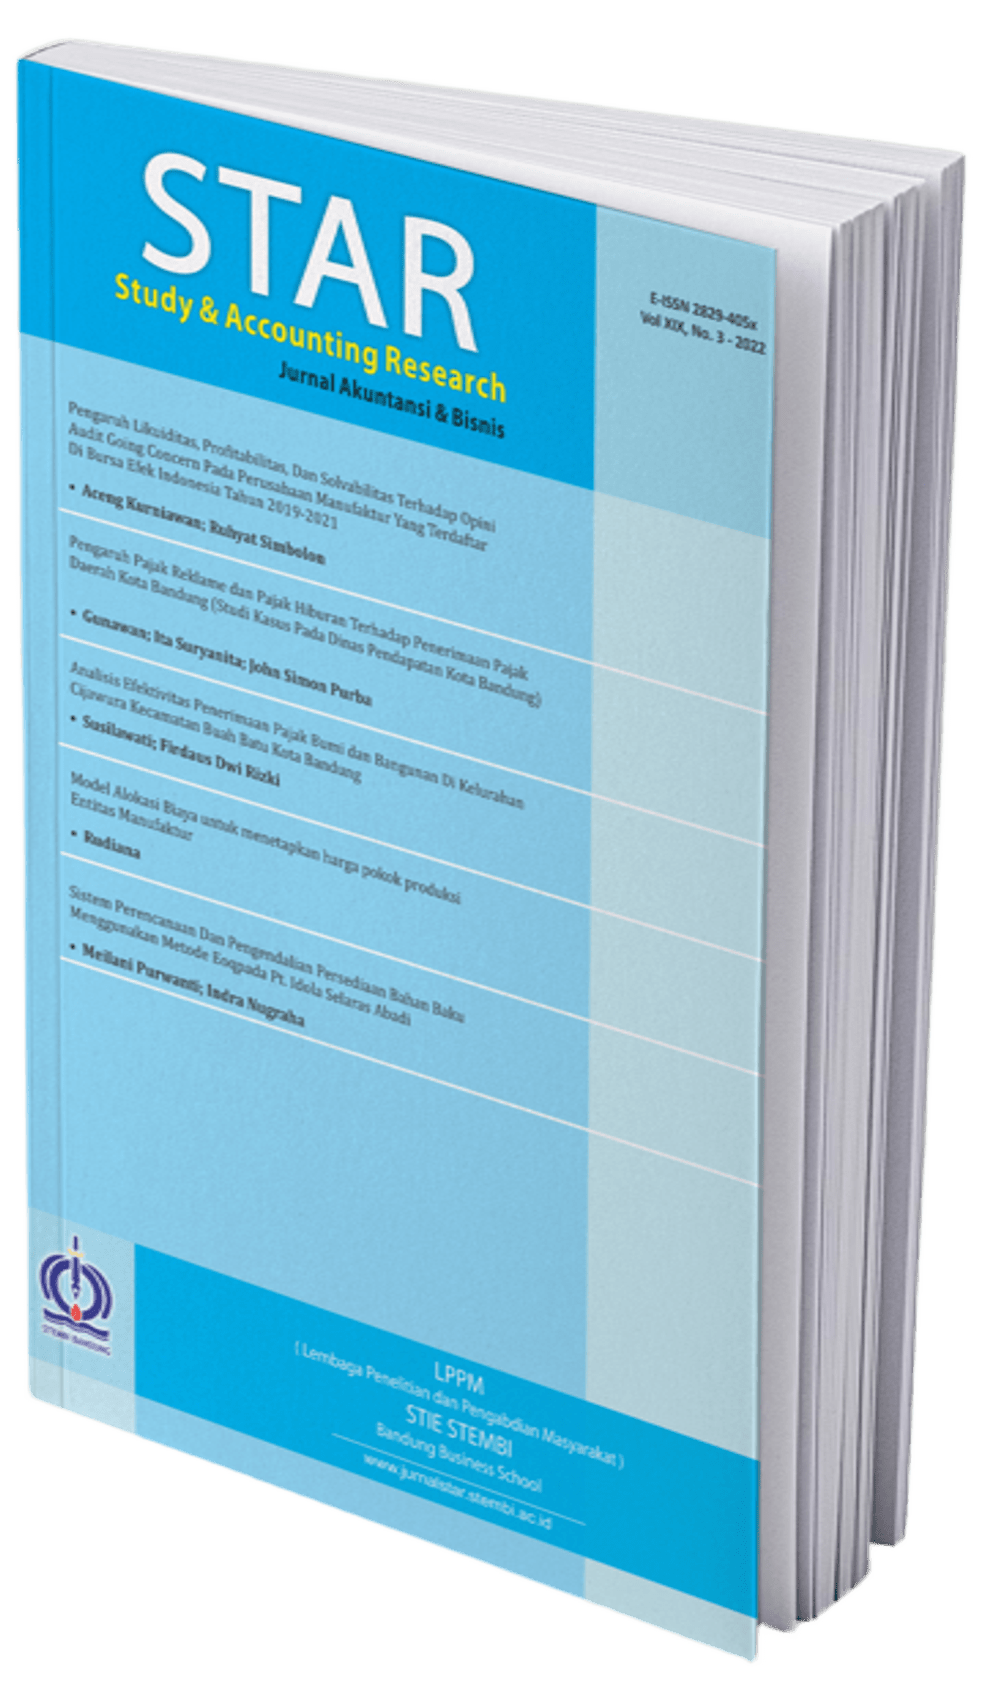 STAR
Study & Accounting Research
Jurnal Akuntansi & Bisnis
E-ISSN 2829-405x
Vol XIX, No. 3 - 2022
Pengaruh Likuiditas, Profitabilitas, Dan Solvabilitas Terhadap Opini
Audit Going Concern Pada Perusahaan Manufaktur Yang Terdaftar
Di Bursa Efek Indonesia Tahun 2019-2021
• Aceng Kurniawan; Ruhyat Simbolon
Pengaruh Pajak Reklame dan Pajak Hiburan Terhadap Penerimaan Pajak
Daerah Kota Bandung (Studi Kasus Pada Dinas Pendapatan Kota Bandung)
• Gunawan; Ita Suryanita; John Simon Purba
Analisis Efektivitas Penerimaan Pajak Bumi dan Bangunan Di Kelurahan
Cijawura Kecamatan Buah Batu Kota Bandung
• Susilawati; Firdaus Dwi Rizki
Model Alokasi Biaya untuk menetapkan harga pokok produksi
Entitas Manufaktur
• Rudiana
Sistem Perencanaan Dan Pengendalian Persediaan Bahan Baku
Menggunakan Metode Eoqpada Pt. Idola Selaras Abadi
• Meilani Purwanti; Indra Nugraha
STEMBI BANDUNG
LPPM
( Lembaga Penelitian dan Pengabdian Masyarakat )
STIE STEMBI
Bandung Business School
www.jurnalstar.stembi.ac.id